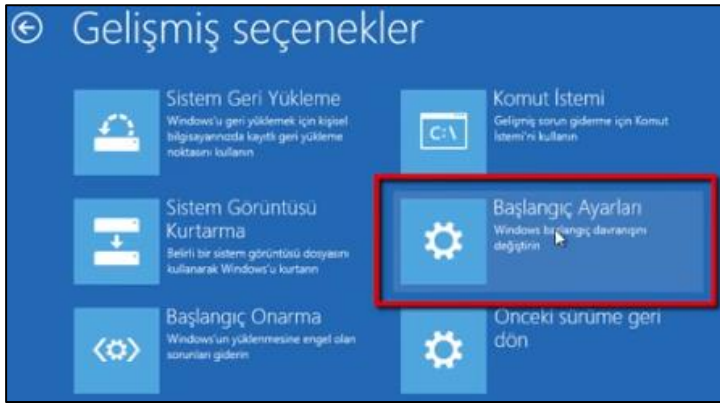 Gelişmiş seçenekler
Sistem Geri Yükleme
Windows'u geri yüklemek için kişisel
bilgisayarınızda kayıtlı geri yükleme
noktasını kullanın
Komut İstemi
Gelişmiş sorun giderme için Komut
İstemi'ni kullanın
C:\
Sistem Görüntüsü
Kurtarma
Belirli bir sistem görüntüsü dosyasını
kullanarak Windows'u kurtarın
Başlangıç Ayarları
Windows başlangıç davranışını
değiştirin
Başlangıç Onarma
Windows'un yüklenmesine engel olan
sorunları giderin
Önceki sürüme geri
dön